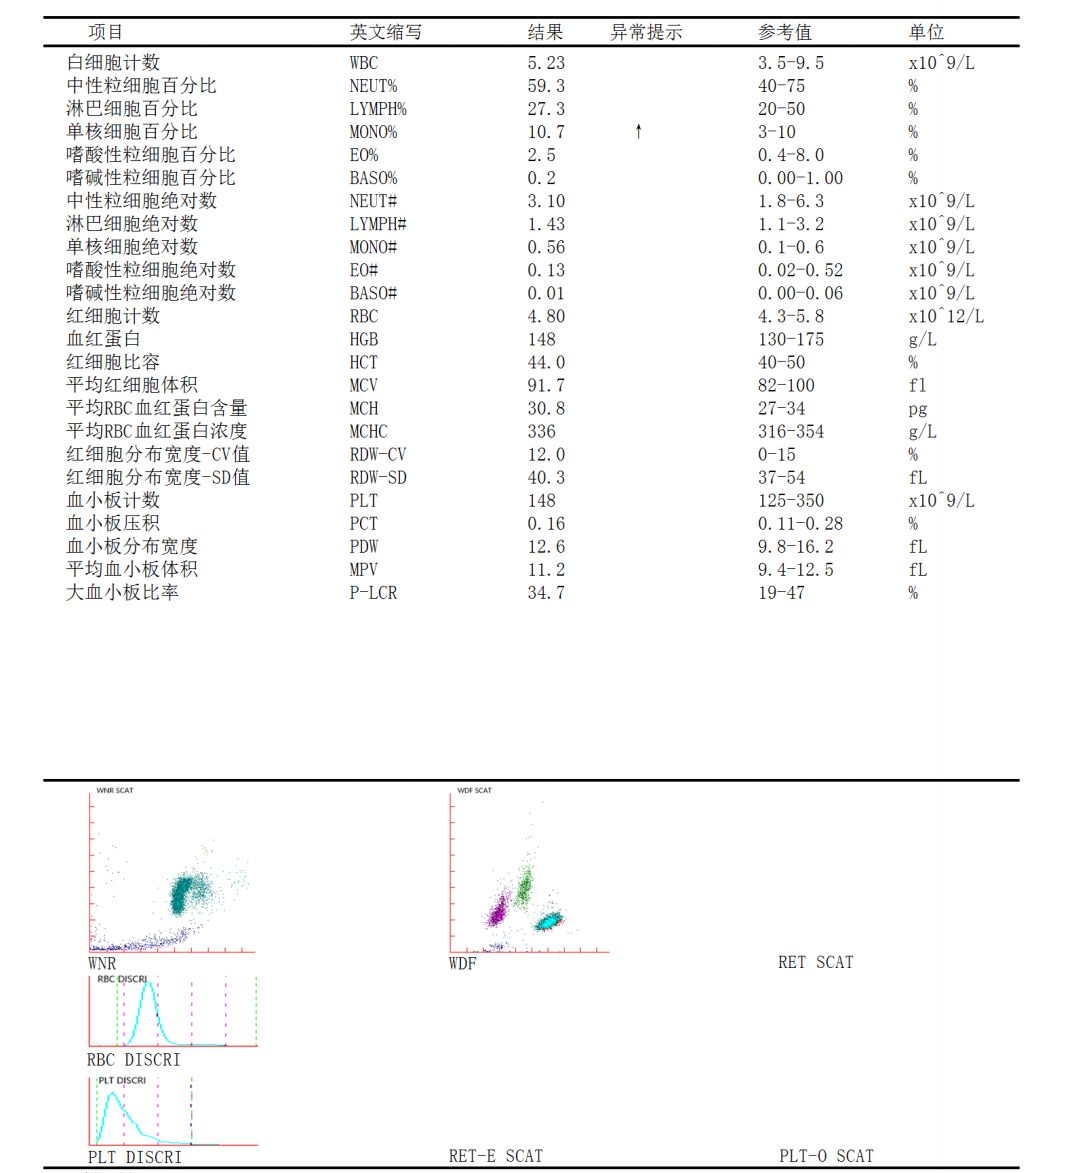 项目 英文缩写 结果 异常提示 参考值 单位
白细胞计数 WBC 5.23 3.5-9.5 x10^9/L
中性粒细胞百分比 NEUT% 59.3 40-75 %
淋巴细胞百分比 LYMPH% 27.3 20-50 %
单核细胞百分比 MONO% 10.7 ↑ 3-10 %
嗜酸性粒细胞百分比 EO% 2.5 0.4-8.0 %
嗜碱性粒细胞百分比 BASO% 0.2 0.00-1.00 %
中性粒细胞绝对数 NEUT# 3.10 1.8-6.3 x10^9/L
淋巴细胞绝对数 LYMPH# 1.43 1.1-3.2 x10^9/L
单核细胞绝对数 MONO# 0.56 0.1-0.6 x10^9/L
嗜酸性粒细胞绝对数 EO# 0.13 0.02-0.52 x10^9/L
嗜碱性粒细胞绝对数 BASO# 0.01 0.00-0.06 x10^9/L
红细胞计数 RBC 4.80 4.3-5.8 x10^12/L
血红蛋白 HGB 148 130-175 g/L
红细胞比容 HCT 44.0 40-50 %
平均红细胞体积 MCV 91.7 82-100 fl
平均RBC血红蛋白含量 MCH 30.8 27-34 pg
平均RBC血红蛋白浓度 MCHC 336 316-354 g/L
红细胞分布宽度-CV值 RDW-CV 12.0 0-15 %
红细胞分布宽度-SD值 RDW-SD 40.3 37-54 fL
血小板计数 PLT 148 125-350 x10^9/L
血小板压积 PCT 0.16 0.11-0.28 %
血小板分布宽度 PDW 12.6 9.8-16.2 fL
平均血小板体积 MPV 11.2 9.4-12.5 fL
大血小板比率 P-LCR 34.7 19-47 %
WNR SCAT WDF SCAT
WNR WDF RET SCAT
RBC DISCRI
RBC DISCRI
PLT DISCRI
PLT DISCRI RET-E SCAT PLT-O SCAT